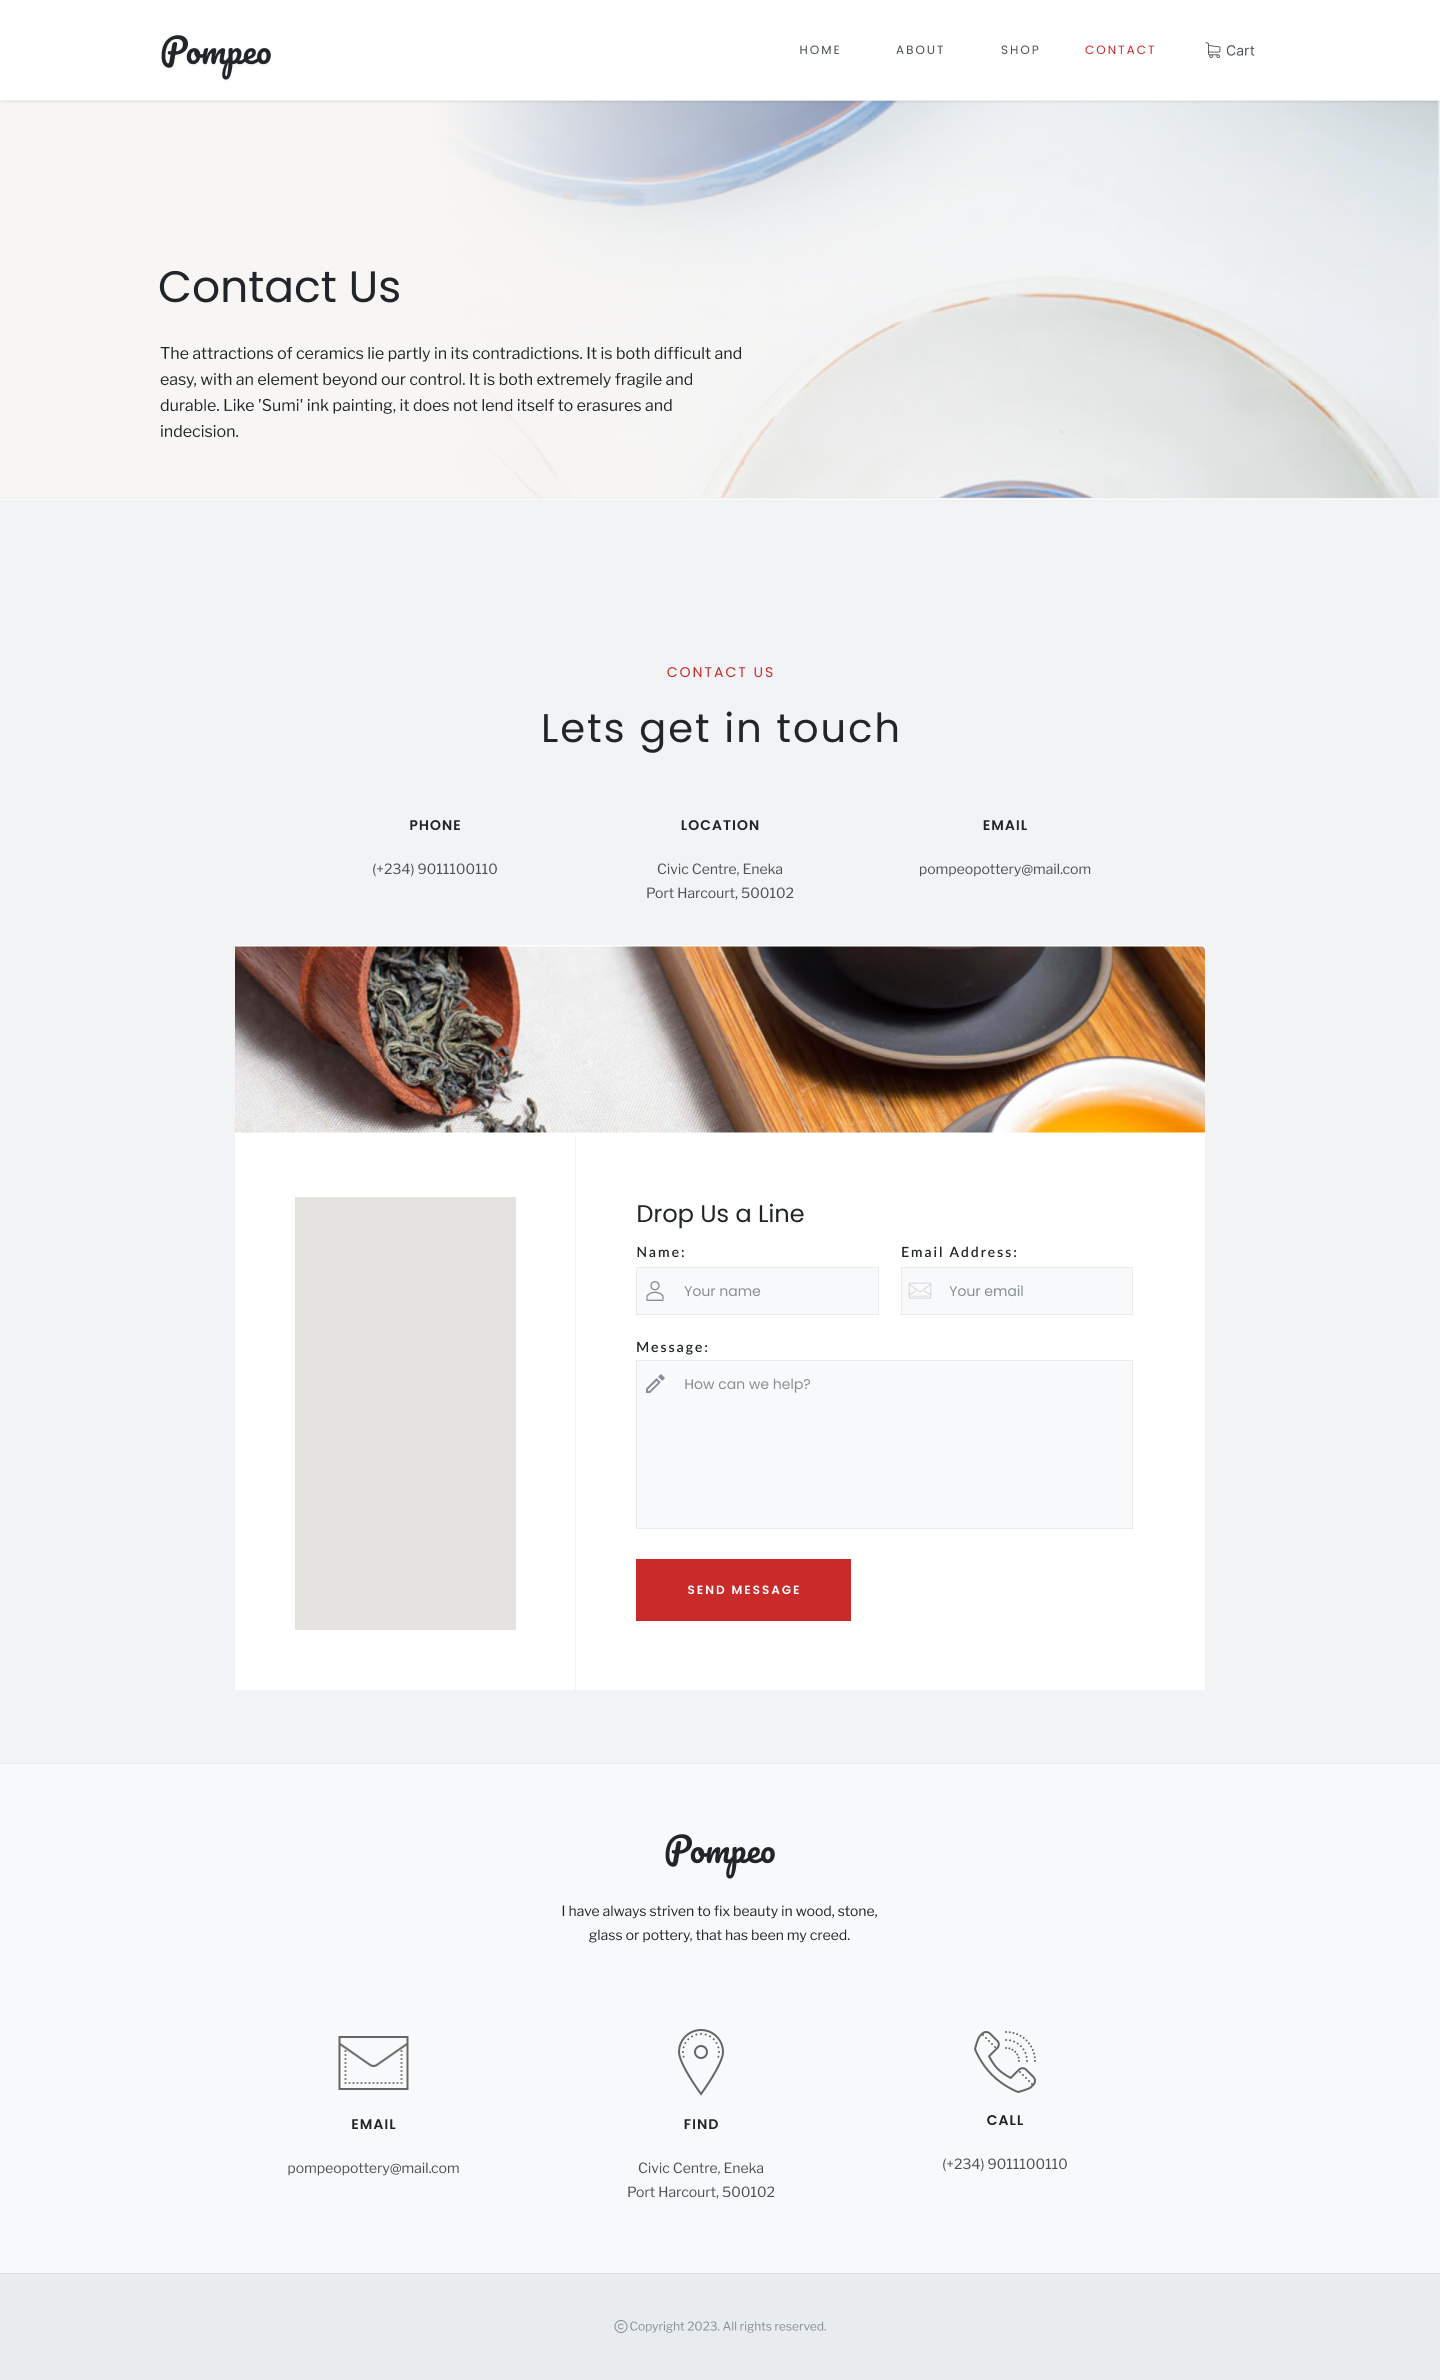 Pompeo
HOME ABOUT SHOP CONTACT Cart
Contact Us
The attractions of ceramics lie partly in its contradictions. It is both difficult and
easy, with an element beyond our control. It is both extremely fragile and
durable. Like 'Sumi' ink painting, it does not lend itself to erasures and
indecision.
CONTACT US
Lets get in touch
PHONE
(+234) 9011100110
LOCATION
Civic Centre, Eneka
Port Harcourt, 500102
EMAIL
pompeopottery@mail.com
Drop Us a Line
Name:
Your name
Email Address:
Your email
Message:
How can we help?
SEND MESSAGE
Pompeo
I have always striven to fix beauty in wood, stone,
glass or pottery, that has been my creed.
EMAIL
pompeopottery@mail.com
FIND
Civic Centre, Eneka
Port Harcourt, 500102
CALL
(+234) 9011100110
© Copyright 2023. All rights reserved.